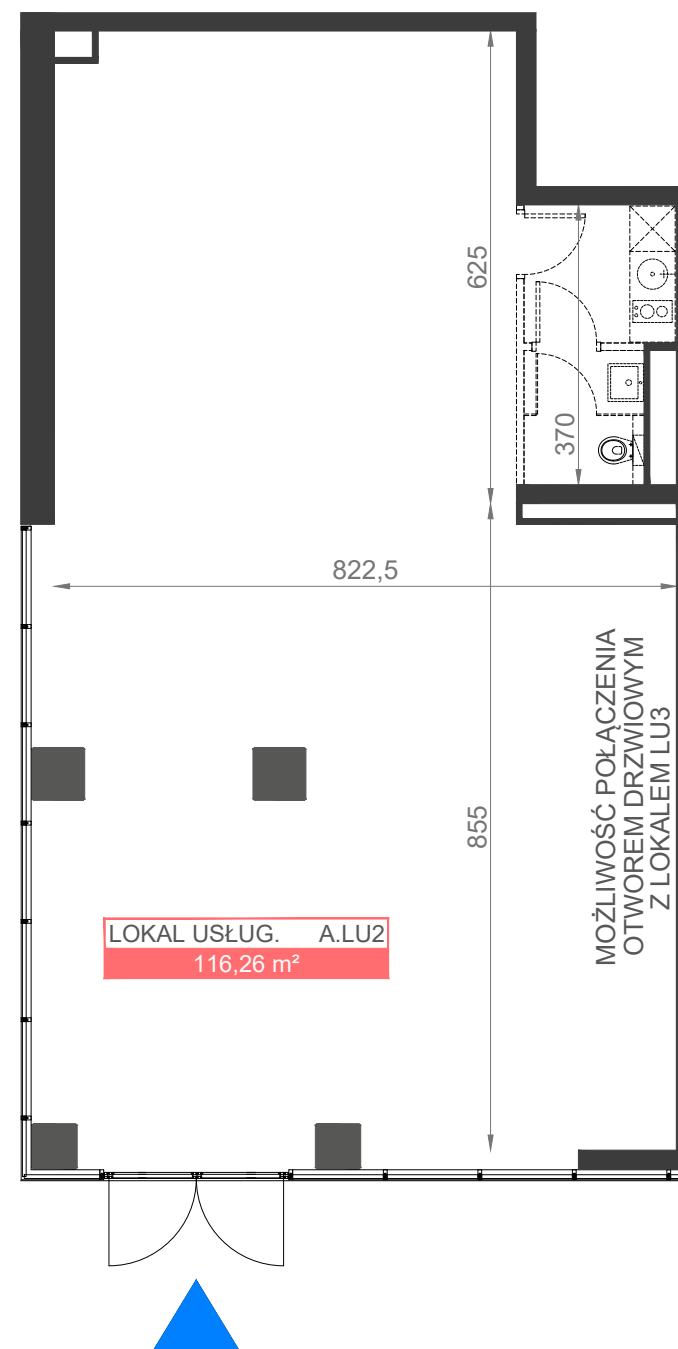 625
370
822,5
855
MOŻLIWOŚĆ POŁĄCZENIA
OTWOREM DRZWIOWYM
Z LOKALEM LU3
LOKAL USŁUG. A.LU2
116,26 m²